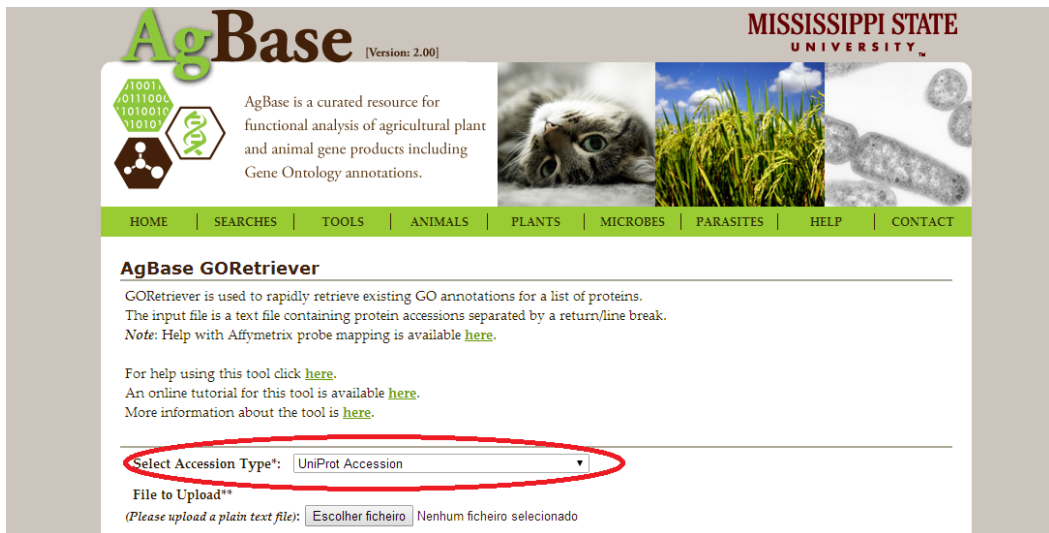 AgBase [Version: 2.00]
MISSISSIPPI STATE
UNIVERSITY™
AgBase is a curated resource for
functional analysis of agricultural plant
and animal gene products including
Gene Ontology annotations.
HOME | SEARCHES | TOOLS | ANIMALS | PLANTS | MICROBES | PARASITES | HELP | CONTACT
AgBase GORetriever
GORetriever is used to rapidly retrieve existing GO annotations for a list of proteins.
The input file is a text file containing protein accessions separated by a return/line break.
Note: Help with Affymetrix probe mapping is available here.
For help using this tool click here.
An online tutorial for this tool is available here.
More information about the tool is here.
Select Accession Type*: UniProt Accession
File to Upload**
(Please upload a plain text file): Escolher ficheiro Nenhum ficheiro selecionado